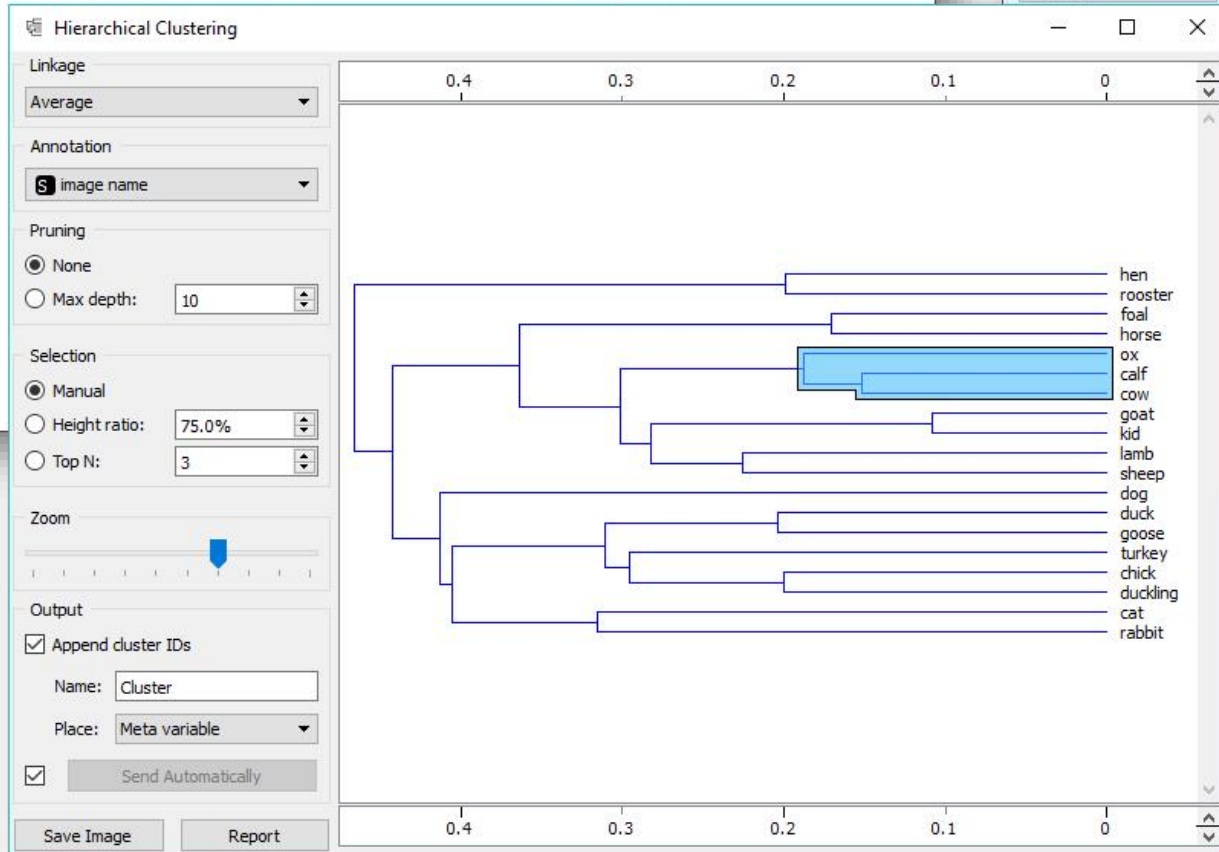 Hierarchical Clustering
Linkage
Average
Annotation
S image name
Pruning
None
Max depth: 10
Selection
Manual
Height ratio: 75.0%
Top N: 3
Zoom
Output
Append cluster IDs
Name: Cluster
Place: Meta variable
Send Automatically
Save Image Report
0.4 0.3 0.2 0.1 0
hen
rooster
foal
horse
ox
calf
cow
goat
kid
lamb
sheep
dog
duck
goose
turkey
chick
duckling
cat
rabbit
0.4 0.3 0.2 0.1 0